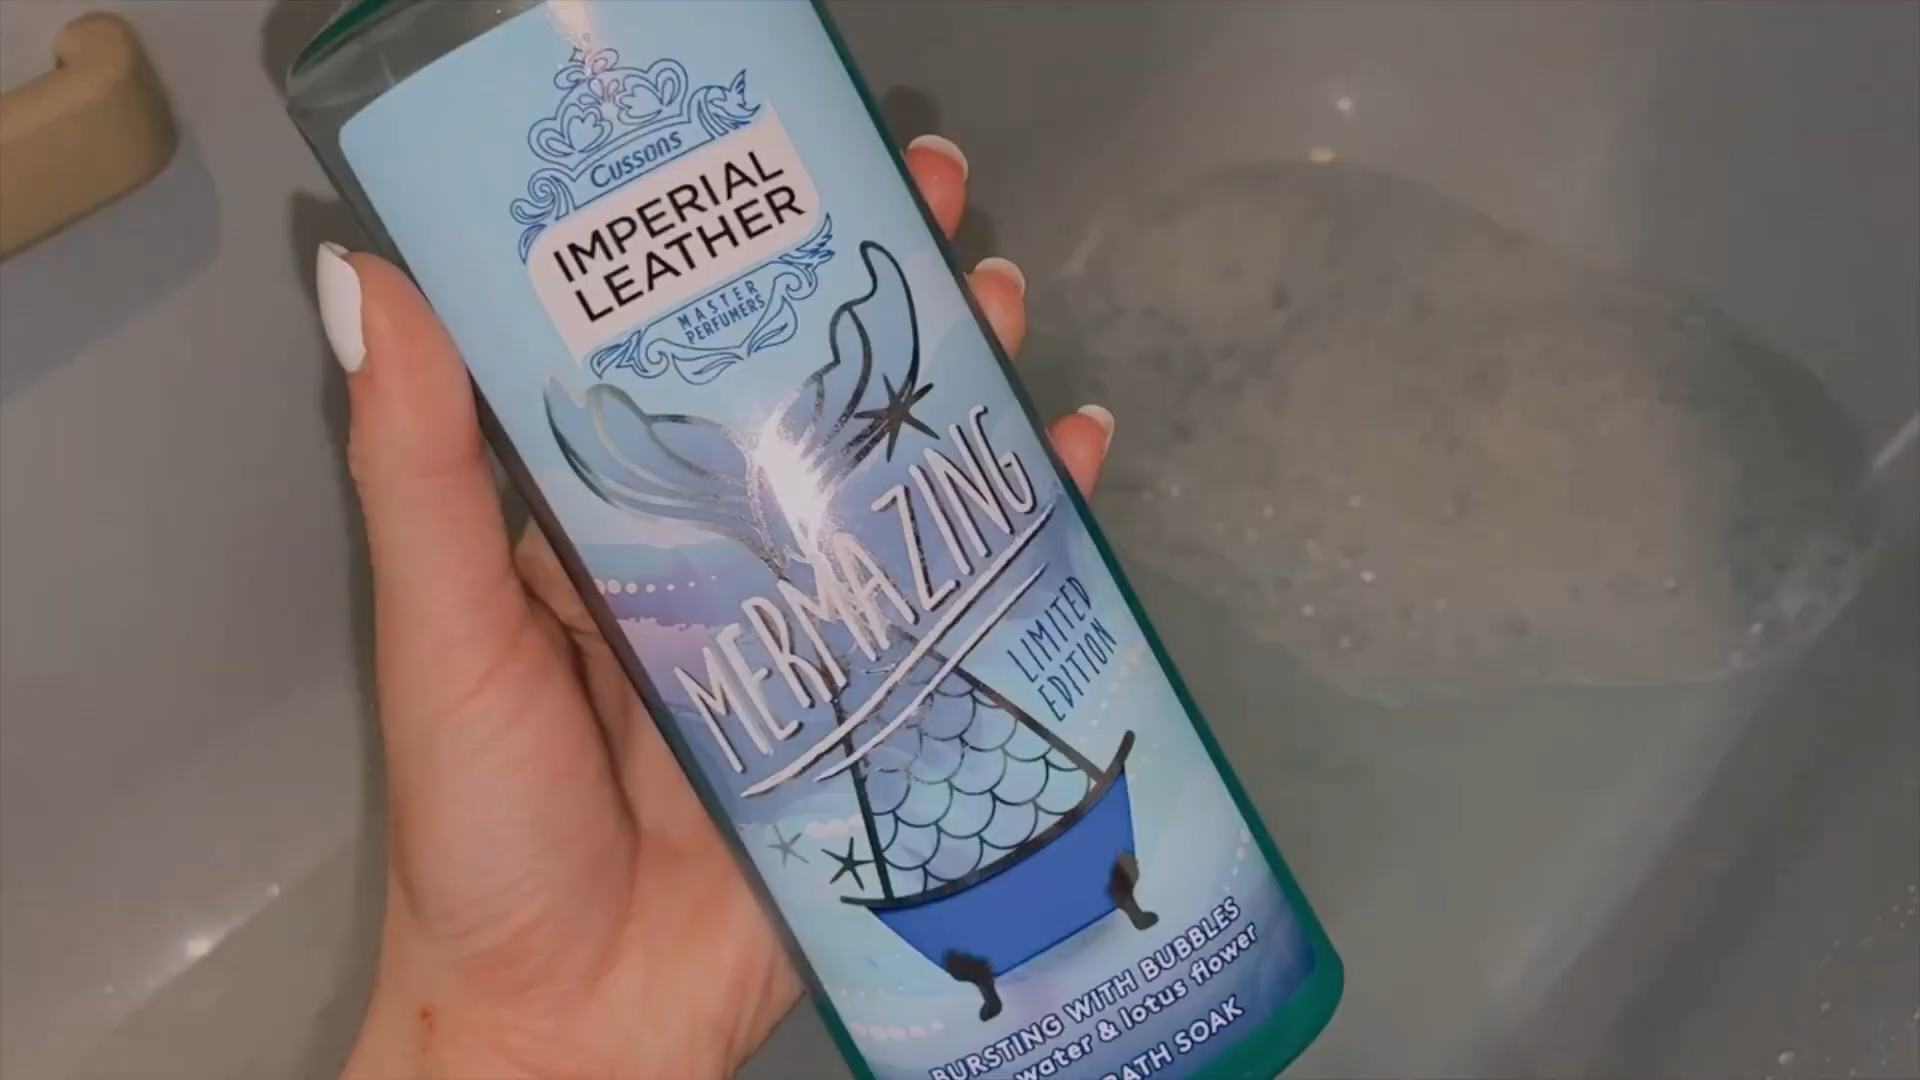 Cussons
IMPERIAL
LEATHER
MASTER
PERFUMERS
MERMAZING
LIMITED
EDITION
BURSTING WITH BUBBLES
water & lotus flower
BATH SOAK